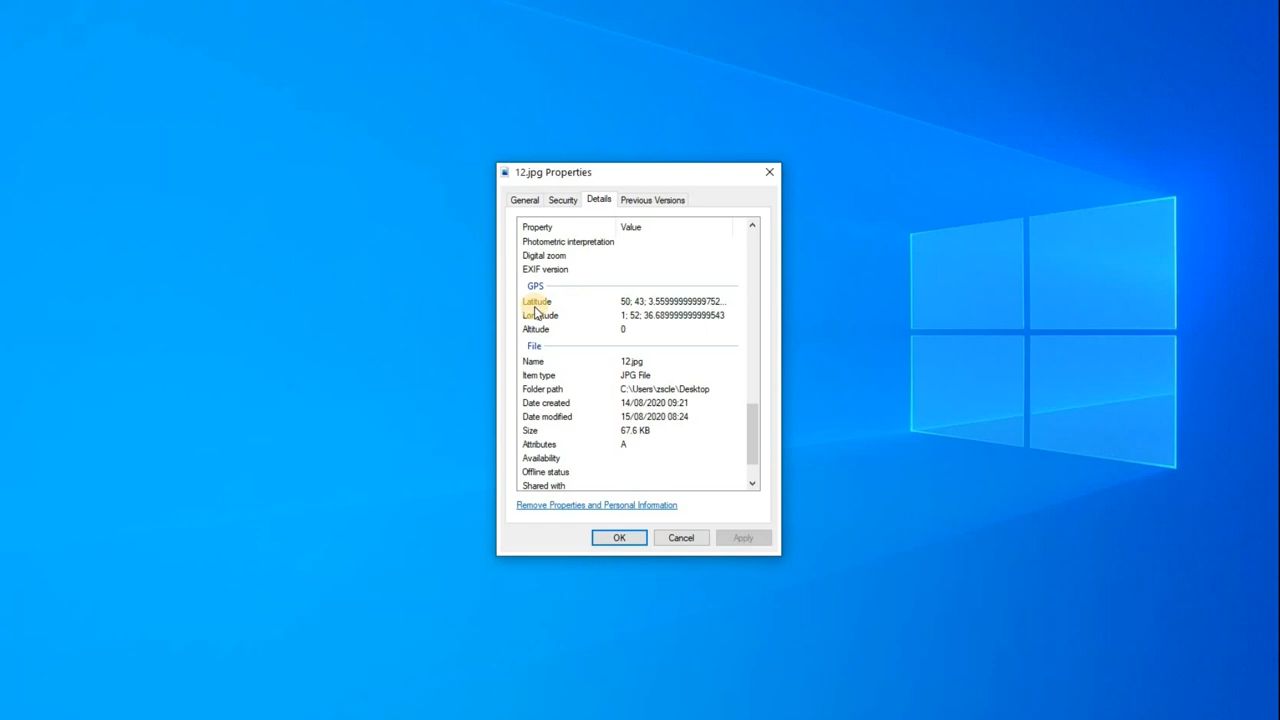 12.jpg Properties
General Security Details Previous Versions
Property Value
Photometric interpretation
Digital zoom
EXIF version
GPS
Latitude 50; 43; 3.55999999999752...
Longitude 1; 52; 36.689999999999543
Altitude 0
File
Name 12.jpg
Item type JPG File
Folder path C:\Users\zscle\Desktop
Date created 14/08/2020 09:21
Date modified 15/08/2020 08:24
Size 67.6 KB
Attributes A
Availability
Offline status
Shared with
Remove Properties and Personal Information
OK Cancel Apply